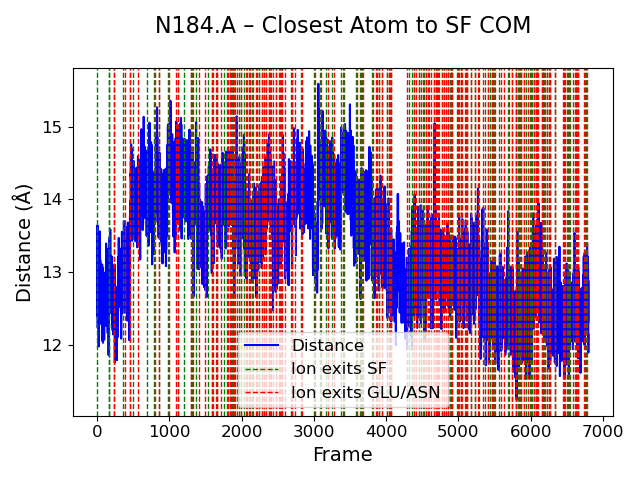 N184.A – Closest Atom to SF COM
Distance (Å)
15
14
13
12
Distance
Ion exits SF
Ion exits GLU/ASN
0 1000 2000 3000 4000 5000 6000 7000
Frame